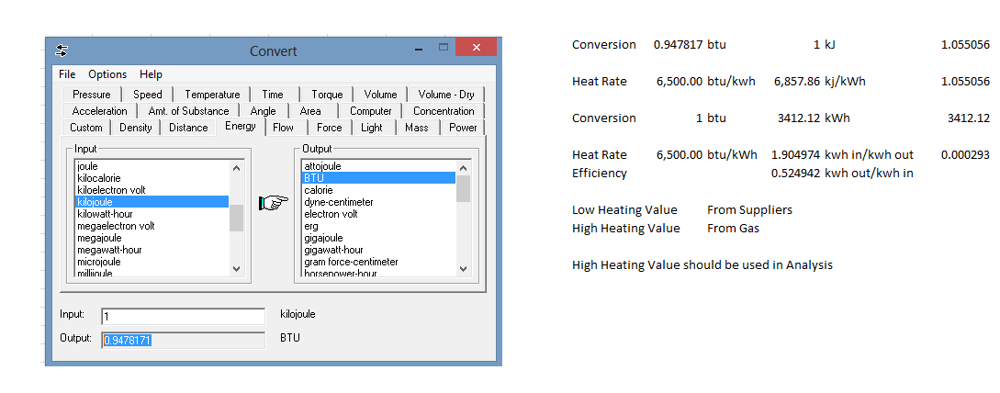 Convert
File Options Help
Pressure Speed Temperature Time Torque Volume Volume - Dry
Acceleration Amt. of Substance Angle Area Computer Concentration
Custom Density Distance Energy Flow Force Light Mass Power
Input
joule
kilocalorie
kiloelectron volt
kilojoule
kilowatt-hour
megaelectron volt
megajoule
megawatt-hour
microjoule
millijoule
Output
attojoule
BTU
calorie
dyne-centimeter
electron volt
erg
gigajoule
gigawatt-hour
gram force-centimeter
horsepower-hour
Input: 1 kilojoule
Output: 0.9478171 BTU
Conversion 0.947817 btu 1 kJ 1.055056
Heat Rate 6,500.00 btu/kwh 6,857.86 kj/kWh 1.055056
Conversion 1 btu 3412.12 kWh 3412.12
Heat Rate 6,500.00 btu/kWh 1.904974 kwh in/kwh out 0.000293
Efficiency 0.524942 kwh out/kwh in
Low Heating Value From Suppliers
High Heating Value From Gas
High Heating Value should be used in Analysis